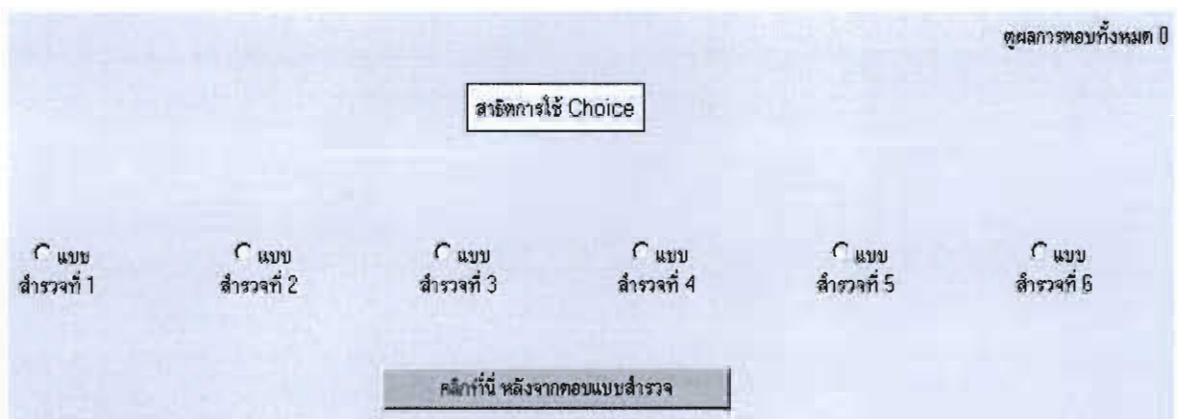 ดูผลการตอบทั้งหมด 0
สาธิตการใช้ Choice
แบบ แบบ แบบ แบบ แบบ แบบ
สำรวจที่ 1 สำรวจที่ 2 สำรวจที่ 3 สำรวจที่ 4 สำรวจที่ 5 สำรวจที่ 6
คลิกที่นี่ หลังจากตอบแบบสำรวจ